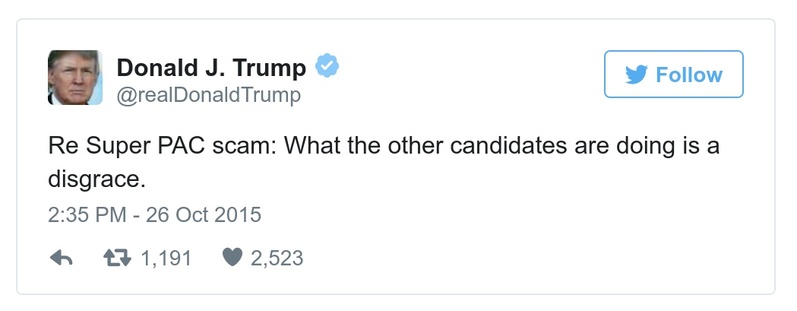 Donald J. Trump
@realDonaldTrump
Follow
Re Super PAC scam: What the other candidates are doing is a
disgrace.
2:35 PM - 26 Oct 2015
1,191 2,523